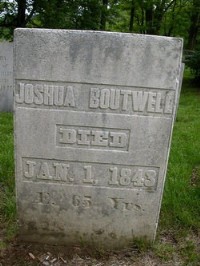 JOSHUA BOUTWELL
DIED
JAN. 1, 1843
65 Yrs